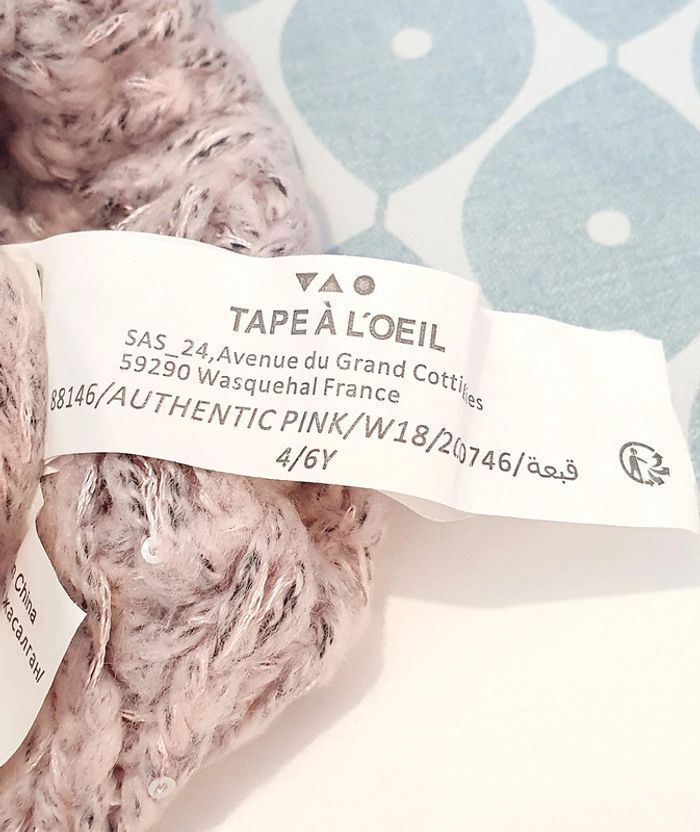 TAPE À L'OEIL
SAS_24,Avenue du Grand Cottignies
59290 Wasquehal France
88146/AUTHENTIC PINK/W18/200746/قبعة
4/6Y
China